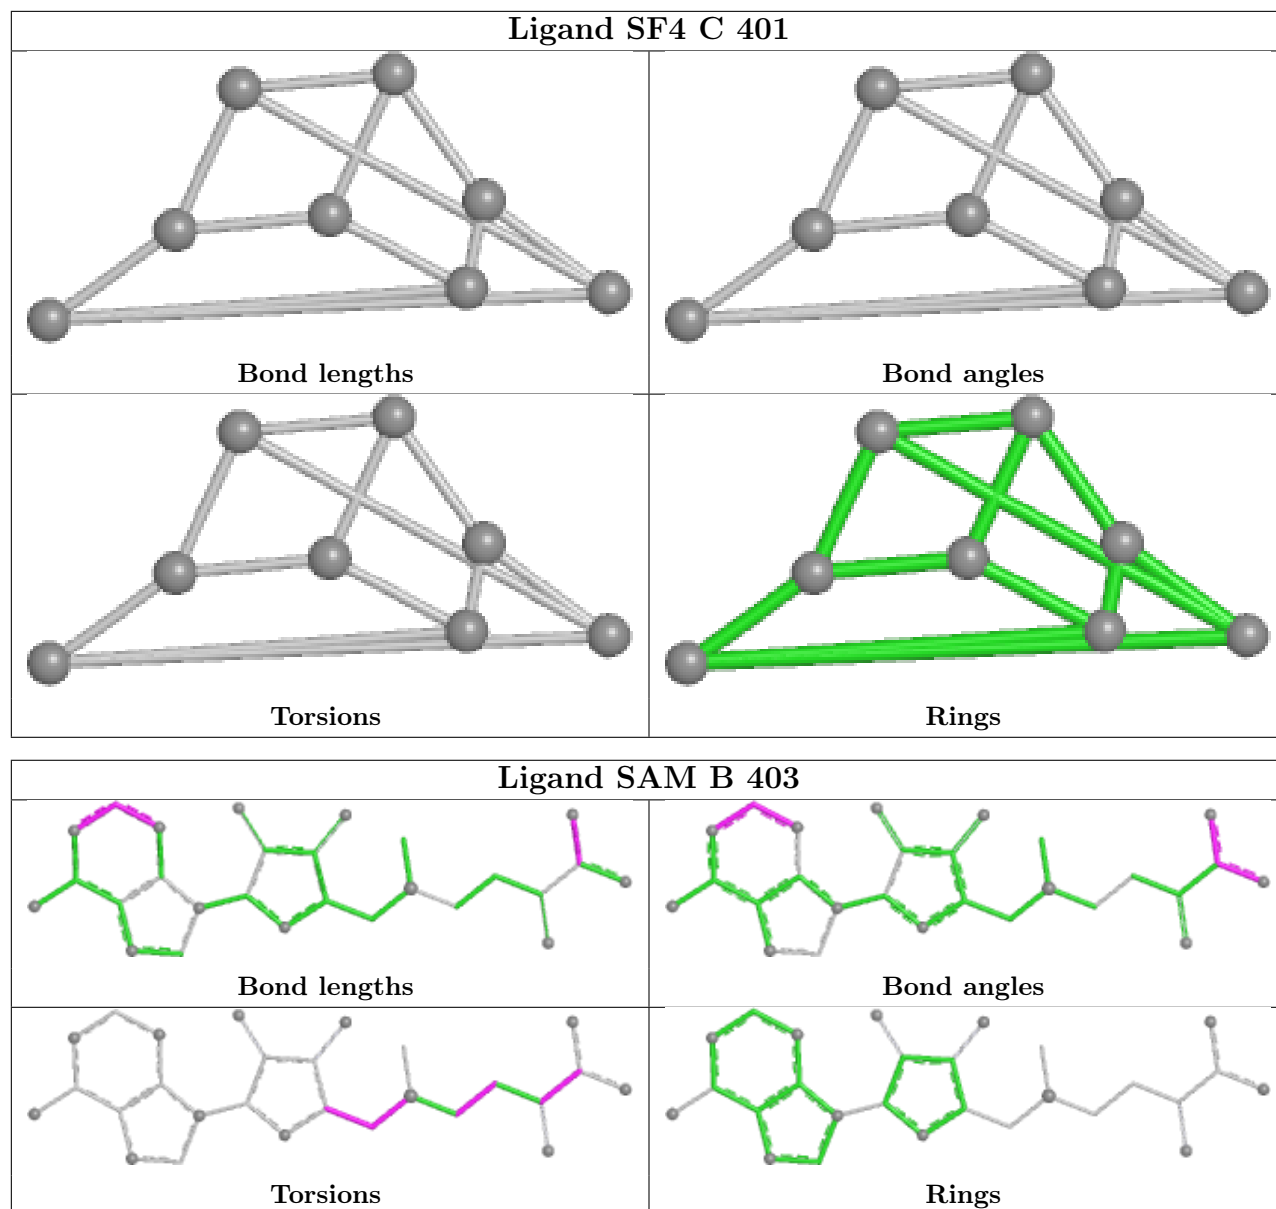 Ligand SF4 C 401
Bond lengths
Bond angles
Torsions
Rings
Ligand SAM B 403
Bond lengths
Bond angles
Torsions
Rings